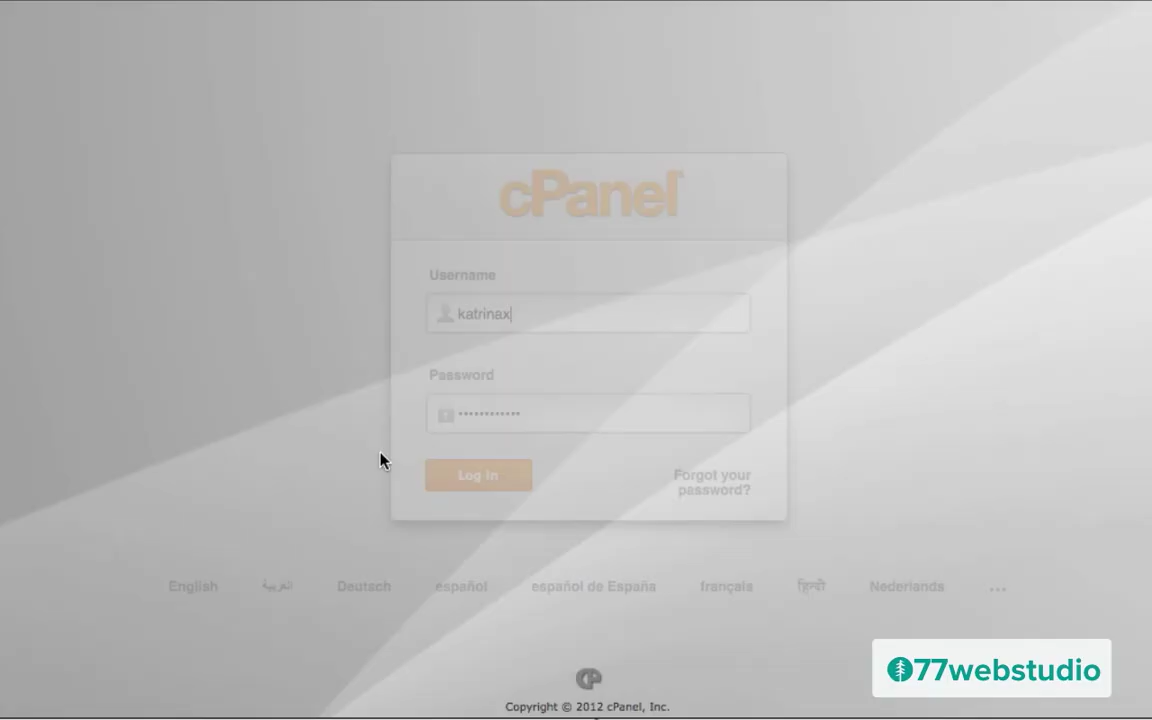 cPanel
Username
katrinax
Password
••••••••••••
Log in
Forgot your
password?
English العربية Deutsch español español de España français हिन्दी Nederlands ...
cP
Copyright © 2012 cPanel, Inc.
77webstudio